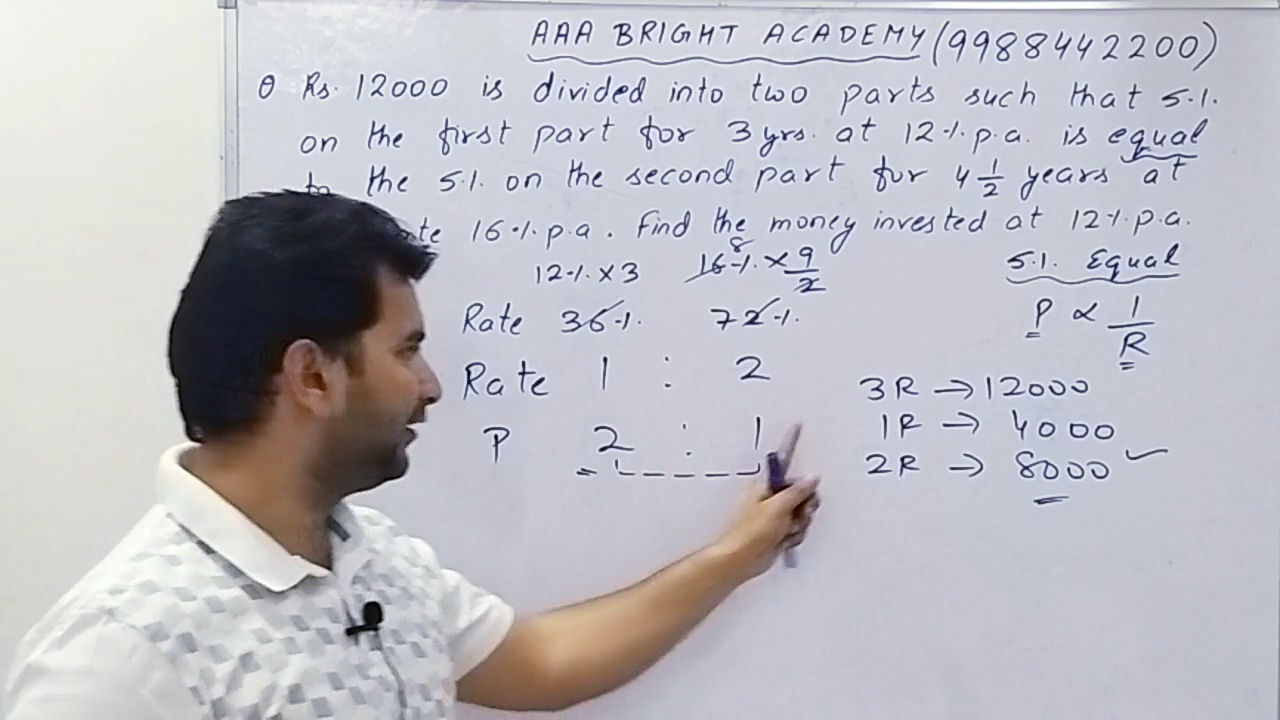 AAA BRIGHT ACADEMY (9988442200)
θ Rs. 12000 is divided into two parts such that S.I.
on the first part for 3 yrs. at 12% p.a. is equal
to the S.I. on the second part for 4 1/2 years at
te 16% p.a. Find the money invested at 12% p.a.
12% × 3 16% 8 × 9/2 S.I. Equal
Rate 36% 72% P ∝ 1/R
Rate 1 : 2 3R → 12000
P 2 : 1 1R → 4000
2R → 8000 ✓